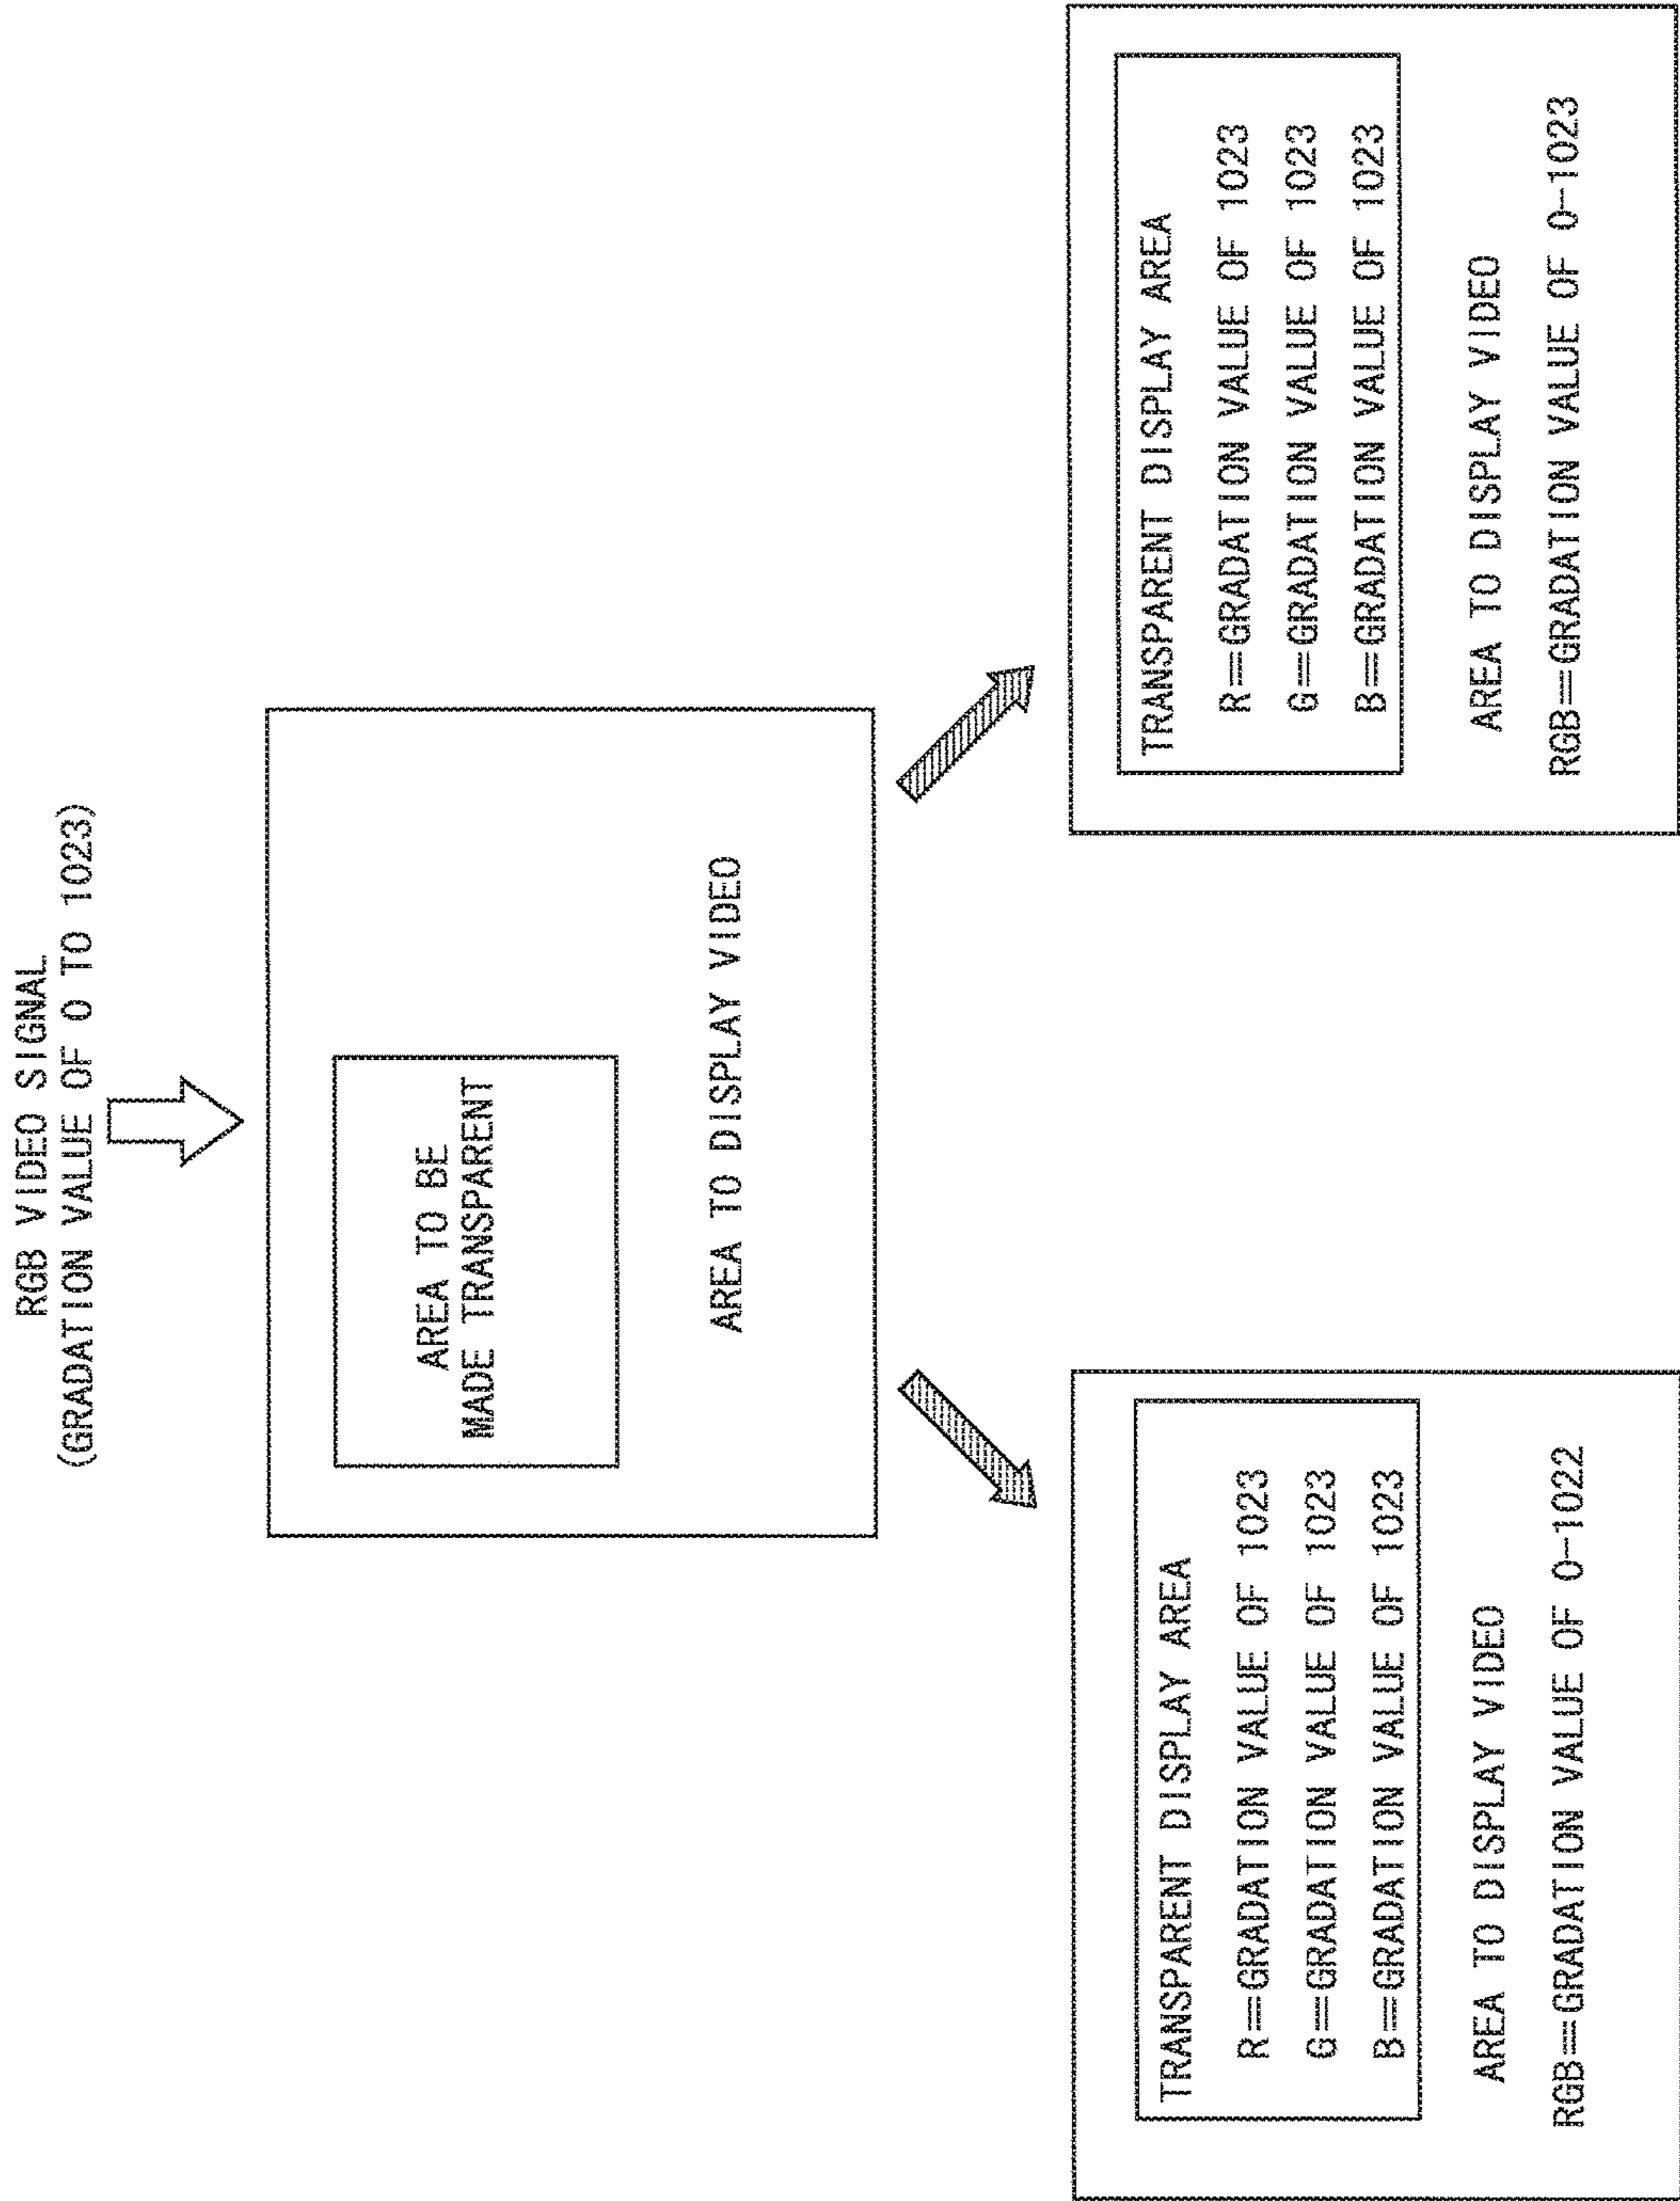 RGB VIDEO SIGNAL
(GRADATION VALUE OF 0 TO 1023)
AREA TO BE
MADE TRANSPARENT
AREA TO DISPLAY VIDEO
TRANSPARENT DISPLAY AREA
R=GRADATION VALUE OF 1023
G=GRADATION VALUE OF 1023
B=GRADATION VALUE OF 1023
AREA TO DISPLAY VIDEO
RGB=GRADATION VALUE OF 0-1022
TRANSPARENT DISPLAY AREA
R=GRADATION VALUE OF 1023
G=GRADATION VALUE OF 1023
B=GRADATION VALUE OF 1023
AREA TO DISPLAY VIDEO
RGB=GRADATION VALUE OF 0-1023